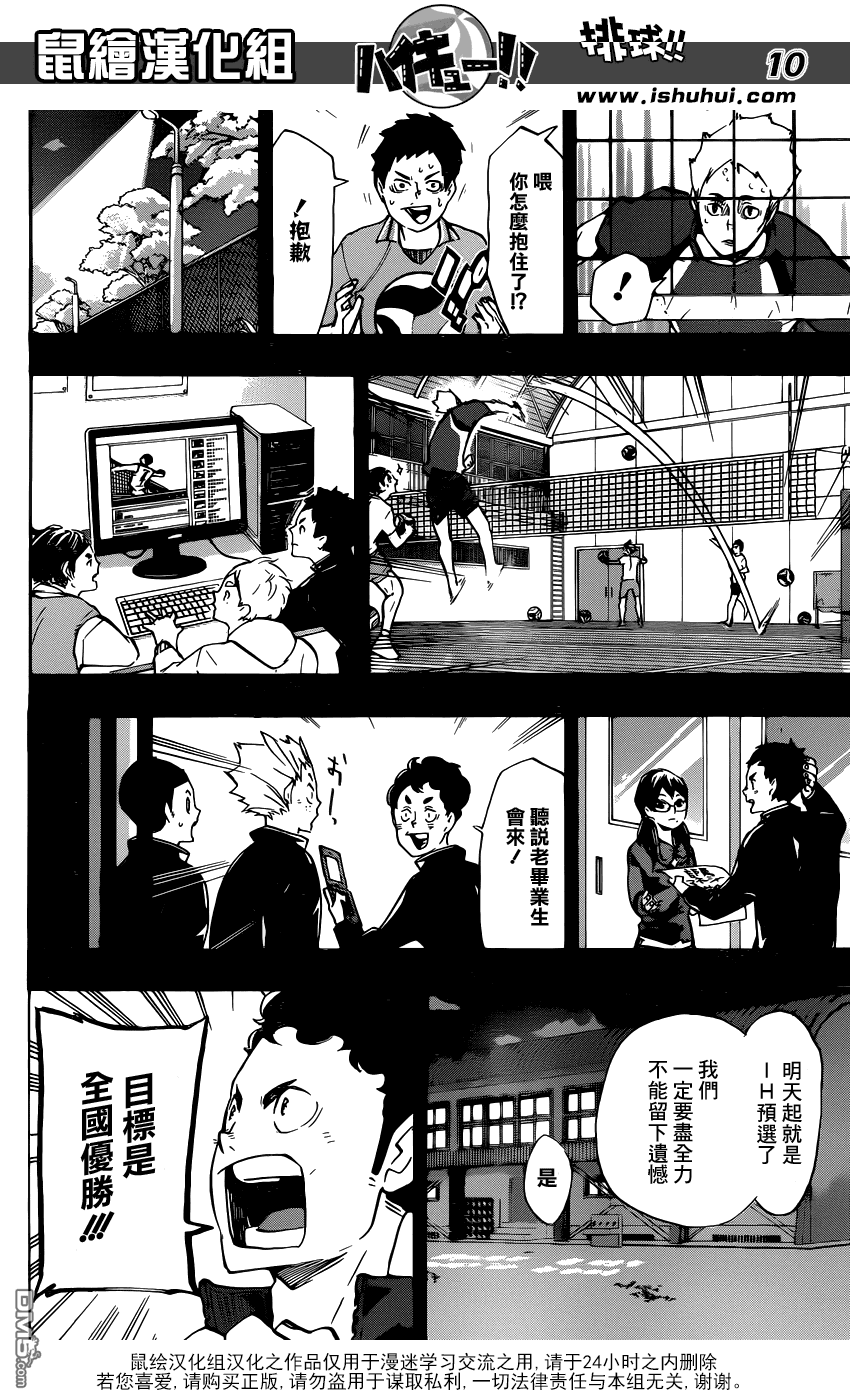 鼠繪漢化組
ハイキュー!!
排球!!
10
www.ishuhui.com
!
喂
你怎麼抱住了!?
!抱歉
聽説老畢業生
會來!
おー
明天起就是
IH預選了
我們
一定要盡全力
不能留下遺憾
是
目標是
全國優勝!!!
鼠绘汉化组汉化之作品仅用于漫迷学习交流之用,请于24小时之内删除
若您喜爱,请购买正版,请勿盗用于谋取私利,一切法律责任与本组无关,谢谢。